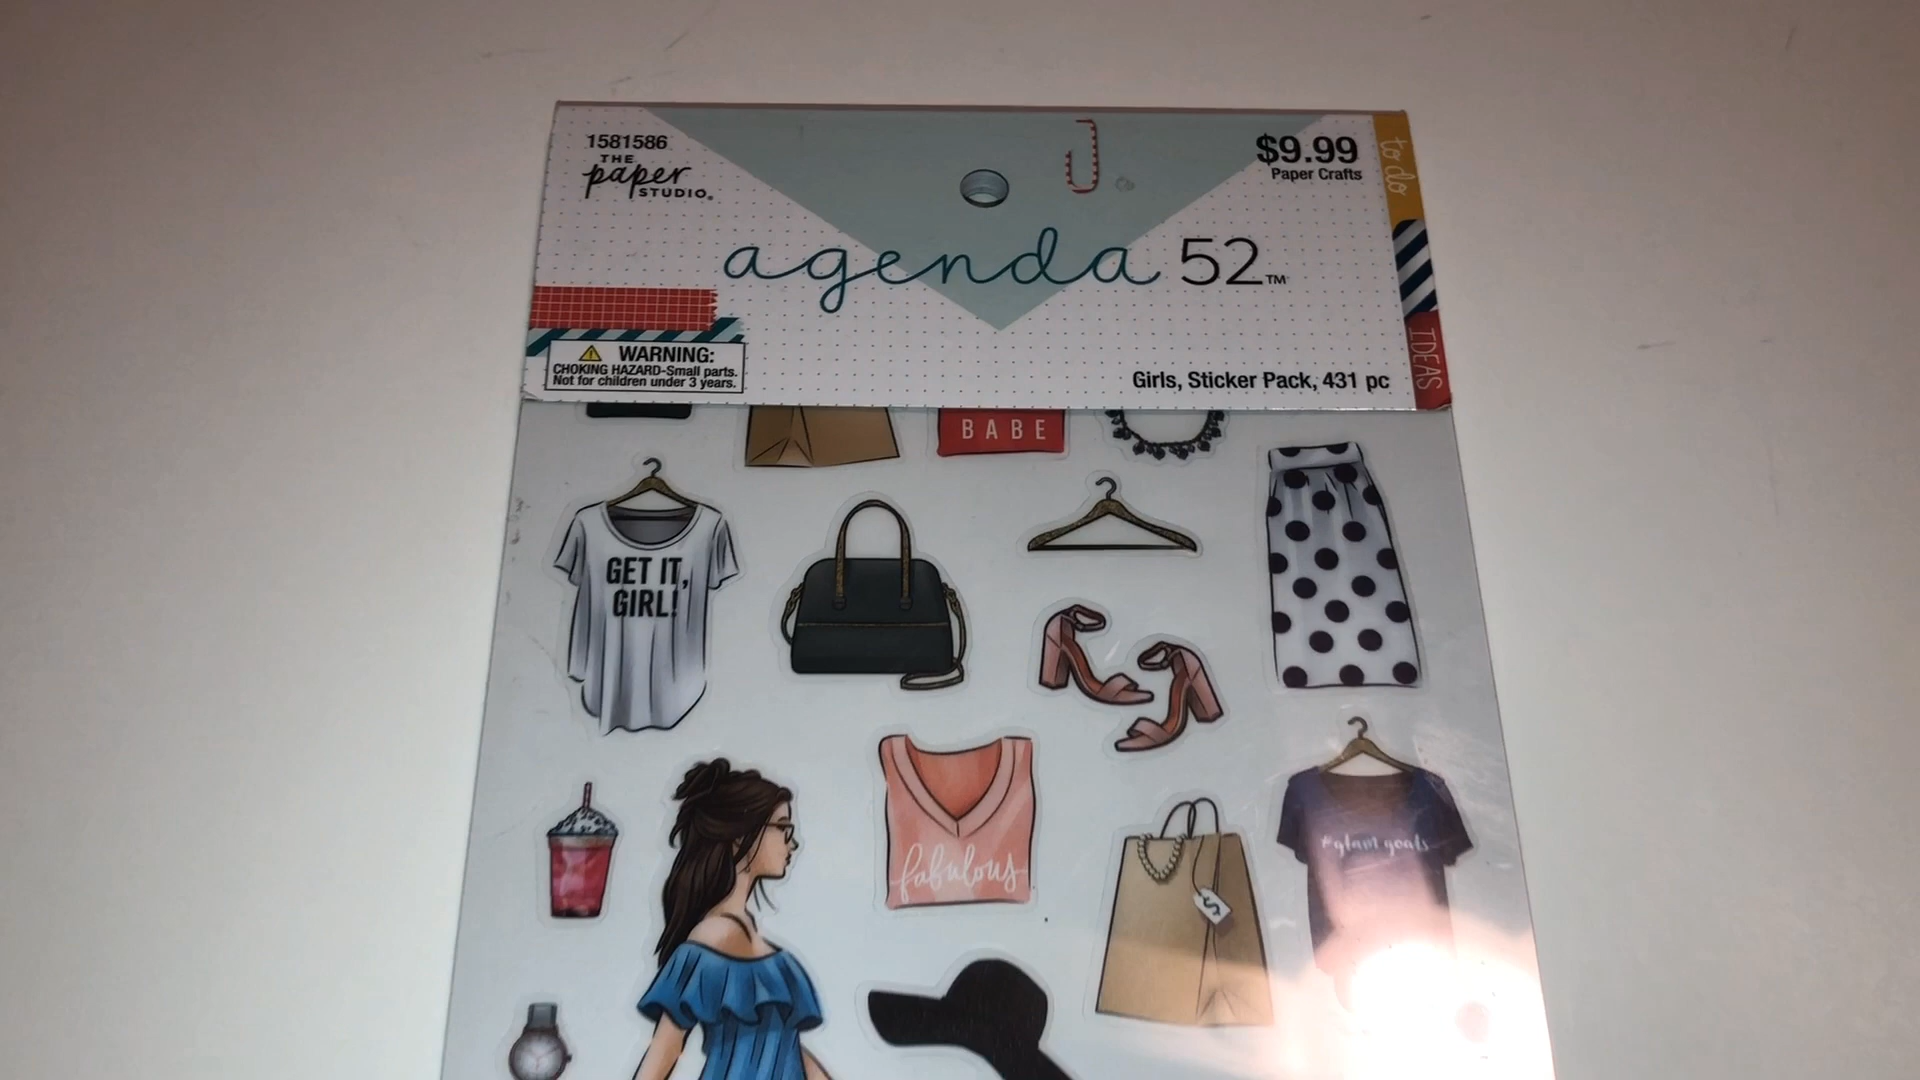 1581586
THE
paper
STUDIO®
$9.99
Paper Crafts
to do
agenda 52™
IDEAS
WARNING:
CHOKING HAZARD-Small parts.
Not for children under 3 years.
Girls, Sticker Pack, 431 pc
BABE
GET IT,
GIRL!
fabulous
#glam goals
$